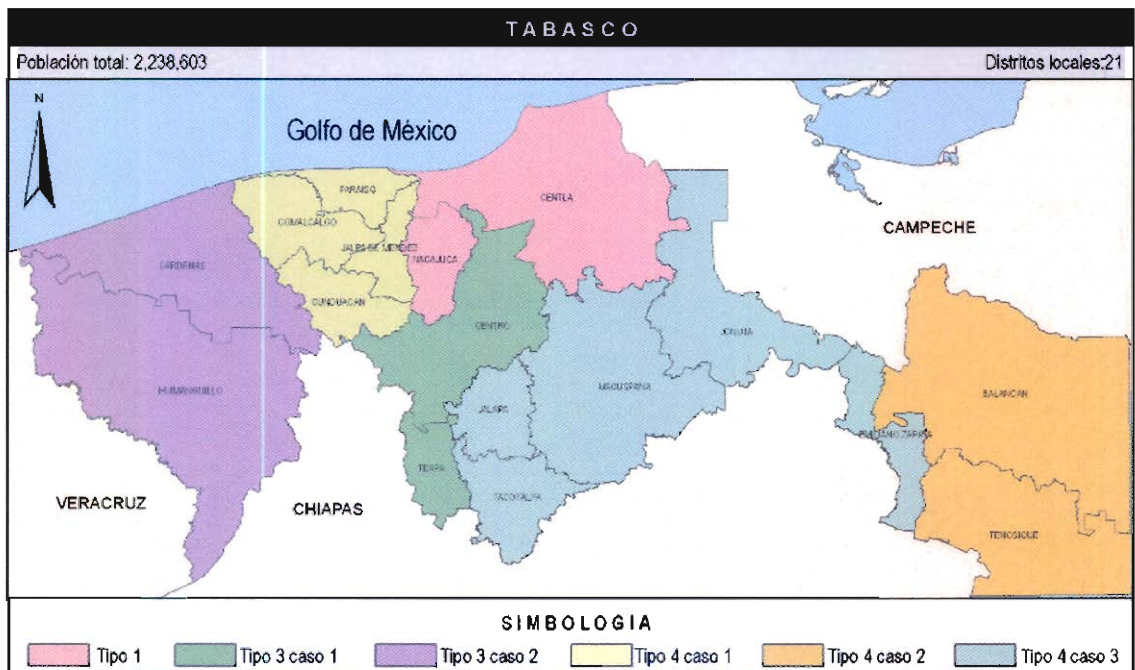 TABASCO
Población total: 2,238,603 Distritos locales:21
N
Golfo de México
PARAISO
CENTLA
COMALCALCO
CAMPECHE
JALPA DE MENDEZ
NACAJUCA
CARDENAS
CUNDUACAN
CENTRO
JONUTA
HUIMANGUILLO
MACUSPANA
BALANCAN
JALAPA
EMILIANO ZAPATA
TEAPA
TACOTALPA
VERACRUZ
CHIAPAS
TENOSIQUE
SIMBOLOGIA
Tipo 1 Tipo 3 caso 1 Tipo 3 caso 2 Tipo 4 caso 1 Tipo 4 caso 2 Tipo 4 caso 3